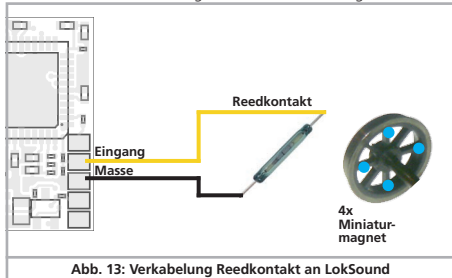 Reedkontakt
Eingang
Masse
4x
Miniatur-
magnet
Abb. 13: Verkabelung Reedkontakt an LokSound